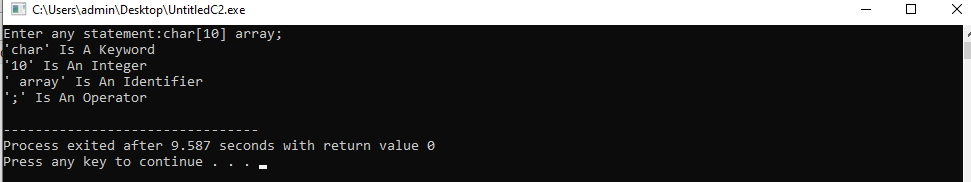 C:\Users\admin\Desktop\UntitledC2.exe
Enter any statement:char[10] array;
'char' Is A Keyword
'10' Is An Integer
' array' Is An Identifier
';' Is An Operator
--------------------------------
Process exited after 9.587 seconds with return value 0
Press any key to continue . . .